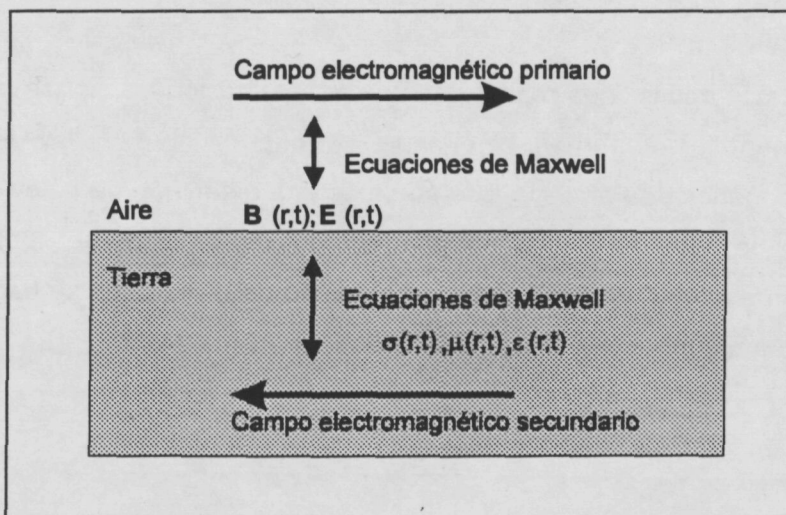 Campo electromagnético primario
Ecuaciones de Maxwell
Aire
B (r,t); E (r,t)
Tierra
Ecuaciones de Maxwell
σ(r,t),μ(r,t),ε(r,t)
Campo electromagnético secundario